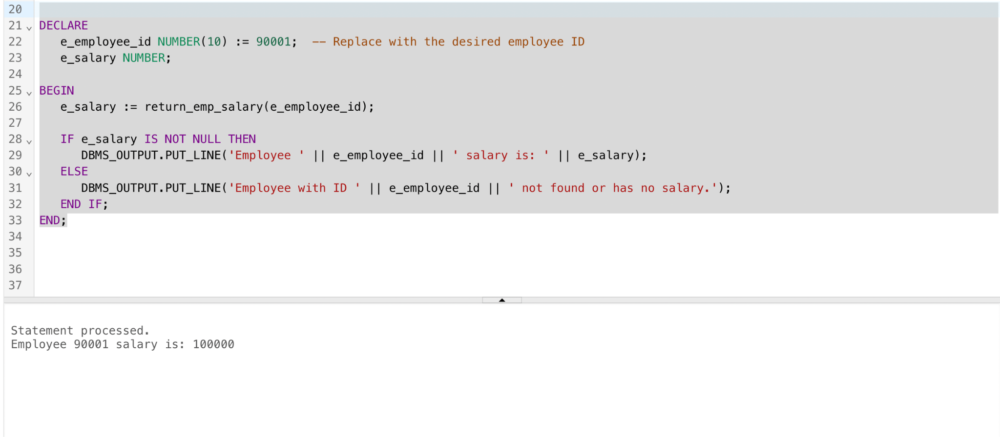 20
21 DECLARE
22    e_employee_id NUMBER(10) := 90001;  -- Replace with the desired employee ID
23    e_salary NUMBER;
24
25 BEGIN
26    e_salary := return_emp_salary(e_employee_id);
27
28    IF e_salary IS NOT NULL THEN
29       DBMS_OUTPUT.PUT_LINE('Employee ' || e_employee_id || ' salary is: ' || e_salary);
30    ELSE
31       DBMS_OUTPUT.PUT_LINE('Employee with ID ' || e_employee_id || ' not found or has no salary.');
32    END IF;
33 END;
34
35
36
37
Statement processed.
Employee 90001 salary is: 100000